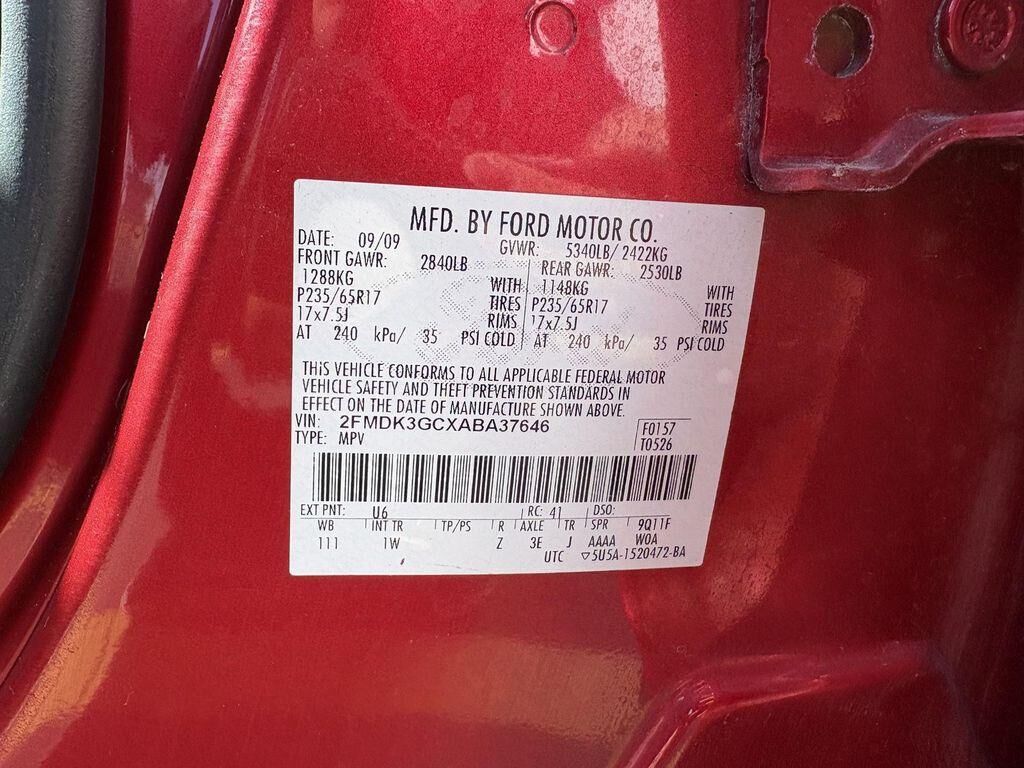 MFD. BY FORD MOTOR CO.
DATE: 09/09 GVWR: 5340LB/ 2422KG
FRONT GAWR: 2840LB REAR GAWR: 2530LB
1288KG WITH 1148KG WITH
P235/65R17 TIRES P235/65R17 TIRES
17x7.5J RIMS 17x7.5J RIMS
AT 240 kPa/ 35 PSI COLD AT 240 kPa/ 35 PSI COLD
THIS VEHICLE CONFORMS TO ALL APPLICABLE FEDERAL MOTOR
VEHICLE SAFETY AND THEFT PREVENTION STANDARDS IN
EFFECT ON THE DATE OF MANUFACTURE SHOWN ABOVE.
VIN: 2FMDK3GCXABA37646 F0157
TYPE: MPV T0526
EXT PNT: U6 RC: 41 DSO:
WB INT TR TP/PS R AXLE TR SPR 9Q11F
111 1W Z 3E J AAAA WOA
UTC ▽5U5A-1520472-BA